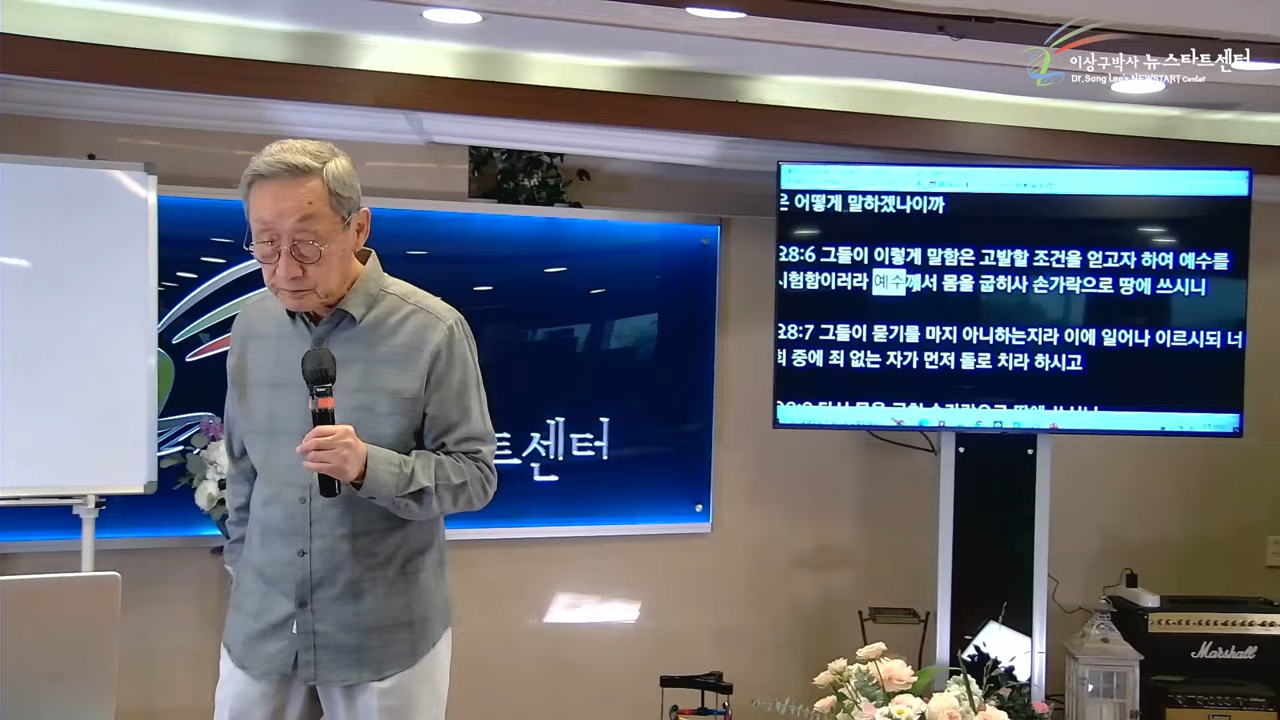 이상구박사 뉴스타트센터
Dr. Sang Lee's NEWSTART Center
어떻게 말하겠나이까
요8:6 그들이 이렇게 말함은 고발할 조건을 얻고자 하여 예수를
시험함이러라 예수께서 몸을 굽히사 손가락으로 땅에 쓰시니
요8:7 그들이 묻기를 마지 아니하는지라 이에 일어나 이르시되 너
희 중에 죄 없는 자가 먼저 돌로 치라 하시고
트센터
Marshall